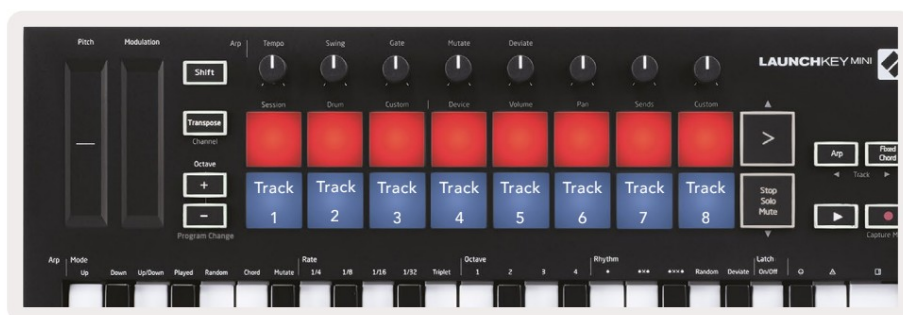 Pitch Modulation Arp Tempo Swing Gate Mutate Deviate
LAUNCHKEY MINI
Shift
Session Drum Custom Device Volume Pan Sends Custom
Transpose
Channel
>
Arp Fixed Chord
Track
Octave
+
-
Program Change
Track 1 Track 2 Track 3 Track 4 Track 5 Track 6 Track 7 Track 8
Stop
Solo
Mute
Capture M
Arp Mode Rate Octave Rhythm Latch
Up Down Up/Down Played Random Chord Mutate 1/4 1/8 1/16 1/32 Triplet 1 2 3 4 Random Deviate On/Off